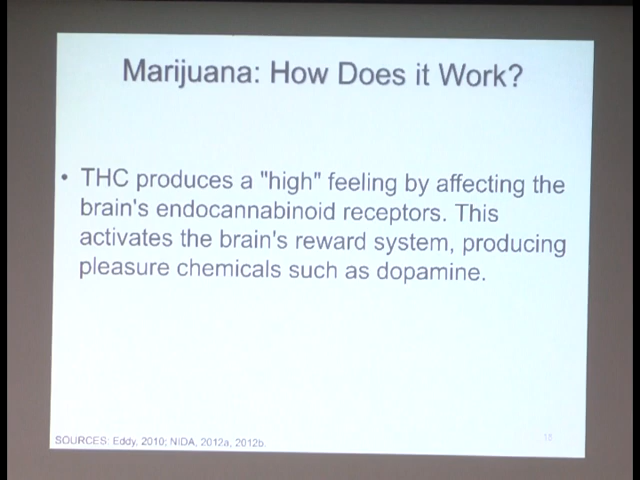 Marijuana: How Does it Work?
• THC produces a "high" feeling by affecting the
brain's endocannabinoid receptors. This
activates the brain's reward system, producing
pleasure chemicals such as dopamine.
SOURCES: Eddy, 2010; NIDA, 2012a, 2012b.